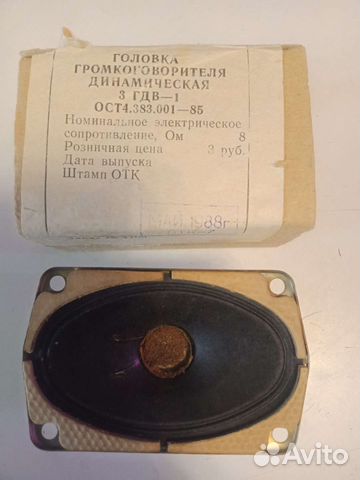 ГОЛОВКА
ГРОМКОГОВОРИТЕЛЯ
ДИНАМИЧЕСКАЯ
3 ГДВ—1
ОСТ4.383.001—85
Номинальное электрическое
сопротивление, Ом 8
Розничная цена 3 руб.
Дата выпуска
Штамп ОТК
МАЙ 1988г
Avito